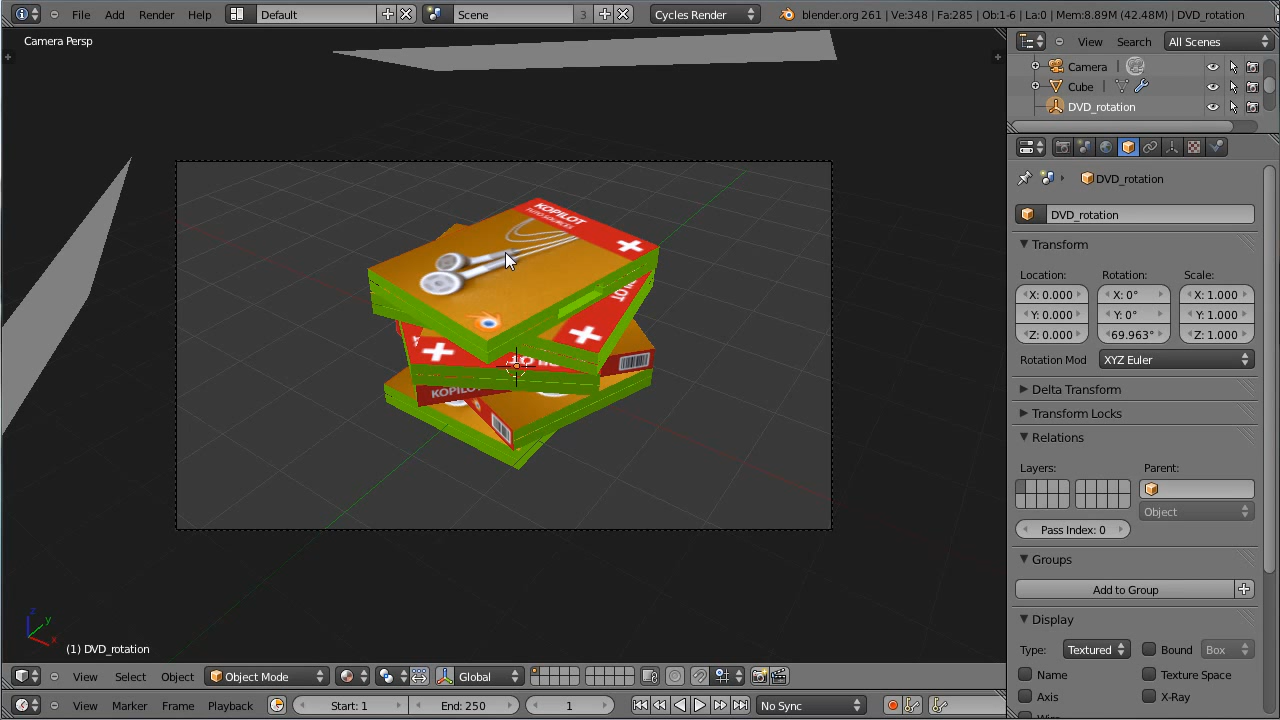 File Add Render Help Default Scene 3 Cycles Render blender.org 261 | Ve:348 | Fa:285 | Ob:1-6 | La:0 | Mem:8.89M (42.48M) | DVD_rotation
Camera Persp
View Search All Scenes
Camera
Cube
DVD_rotation
DVD_rotation
DVD_rotation
Transform
Location: Rotation: Scale:
X: 0.000 X: 0° X: 1.000
Y: 0.000 Y: 0° Y: 1.000
Z: 0.000 69.963° Z: 1.000
Rotation Mod XYZ Euler
Delta Transform
Transform Locks
Relations
Layers: Parent:
Object
Pass Index: 0
Groups
Add to Group
Display
Type: Textured Bound Box
Name Texture Space
Axis X-Ray
KOPILOT
KOPILO
z
y
x
(1) DVD_rotation
View Select Object Object Mode Global
View Marker Frame Playback Start: 1 End: 250 1 No Sync